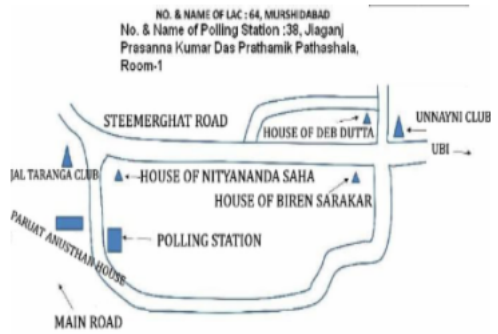 NO. & NAME OF LAC : 64, MURSHIDABAD
No. & Name of Polling Station :38, Jiaganj
Prasanna Kumar Das Prathamik Pathashala,
Room-1
STEEMERGHAT ROAD
HOUSE OF DEB DUTTA
UNNAYNI CLUB
UBI
JAL TARANGA CLUB
HOUSE OF NITYANANDA SAHA
HOUSE OF BIREN SARAKAR
PARUAT ANUSTHAN HOUSE
POLLING STATION
MAIN ROAD